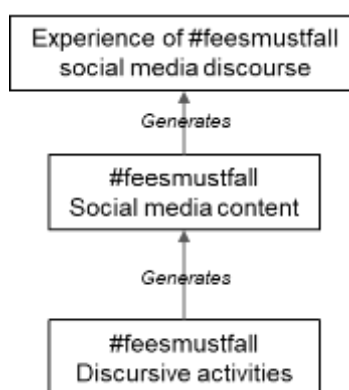 Experience of #feesmustfall
social media discourse
Generates
#feesmustfall
Social media content
Generates
#feesmustfall
Discursive activities